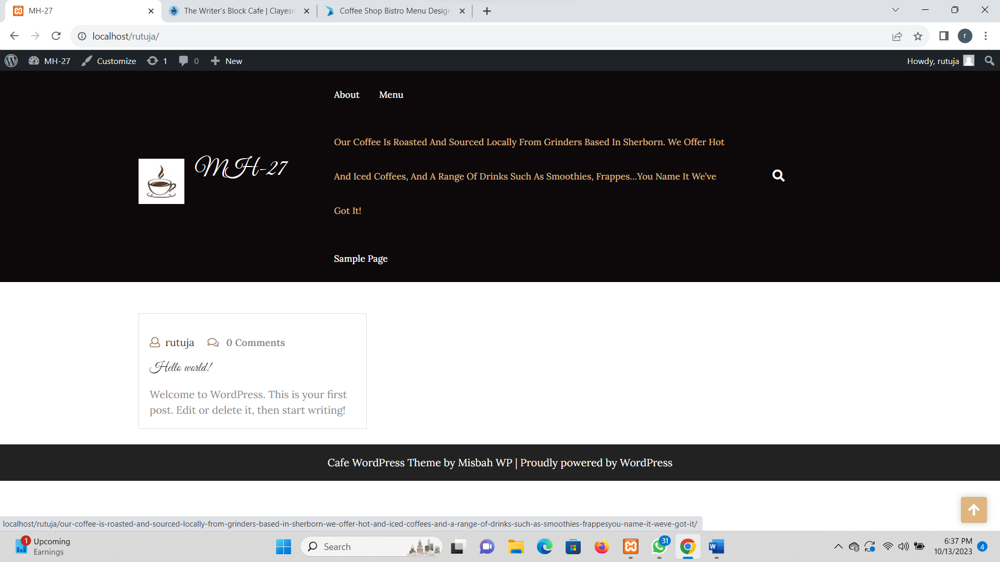 MH-27
The Writer's Block Cafe | Clayesm
Coffee Shop Bistro Menu Design
localhost/rutuja/
r
MH-27
Customize
1
0
New
Howdy, rutuja
About
Menu
MH-27
Our Coffee Is Roasted And Sourced Locally From Grinders Based In Sherborn. We Offer Hot
And Iced Coffees, And A Range Of Drinks Such As Smoothies, Frappes…You Name It We’ve
Got It!
Sample Page
rutuja
0 Comments
Hello world!
Welcome to WordPress. This is your first
post. Edit or delete it, then start writing!
Cafe WordPress Theme by Misbah WP | Proudly powered by WordPress
localhost/rutuja/our-coffee-is-roasted-and-sourced-locally-from-grinders-based-in-sherborn-we-offer-hot-and-iced-coffees-and-a-range-of-drinks-such-as-smoothies-frappesyou-name-it-weve-got-it/
1
Upcoming
Earnings
Search
31
6:37 PM
10/13/2023
4